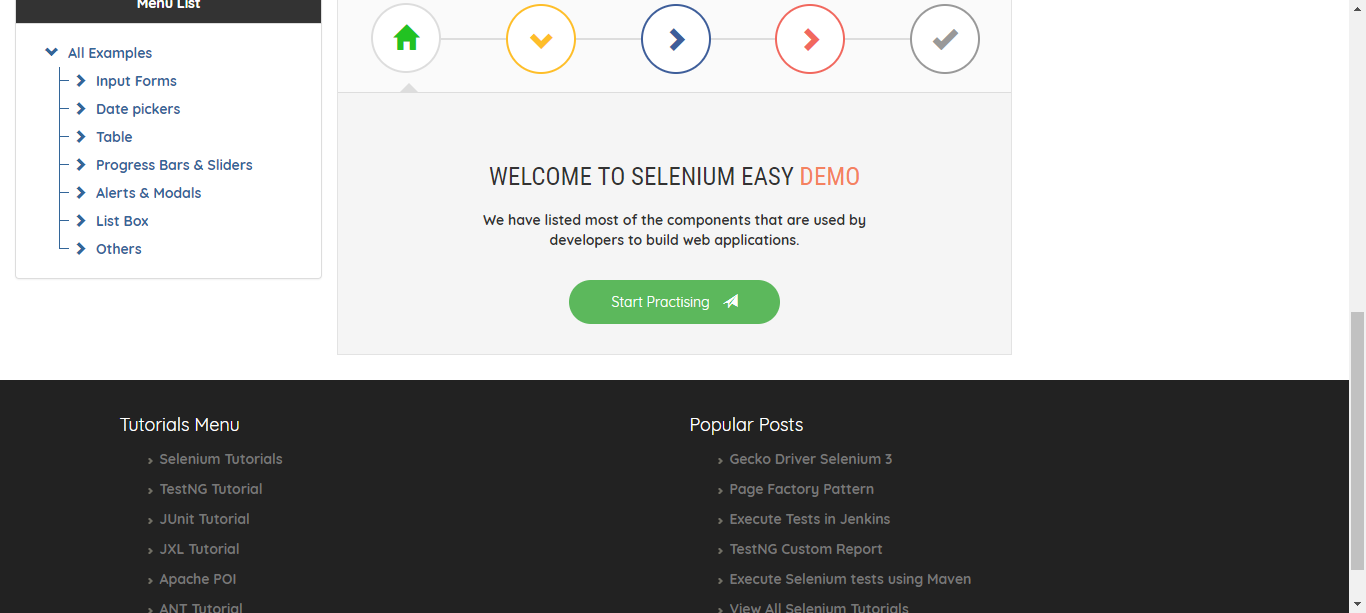 Menu List
All Examples
Input Forms
Date pickers
Table
Progress Bars & Sliders
Alerts & Modals
List Box
Others
WELCOME TO SELENIUM EASY DEMO
We have listed most of the components that are used by
developers to build web applications.
Start Practising
Tutorials Menu
Selenium Tutorials
TestNG Tutorial
JUnit Tutorial
JXL Tutorial
Apache POI
ANT Tutorial
Popular Posts
Gecko Driver Selenium 3
Page Factory Pattern
Execute Tests in Jenkins
TestNG Custom Report
Execute Selenium tests using Maven
View All Selenium Tutorials